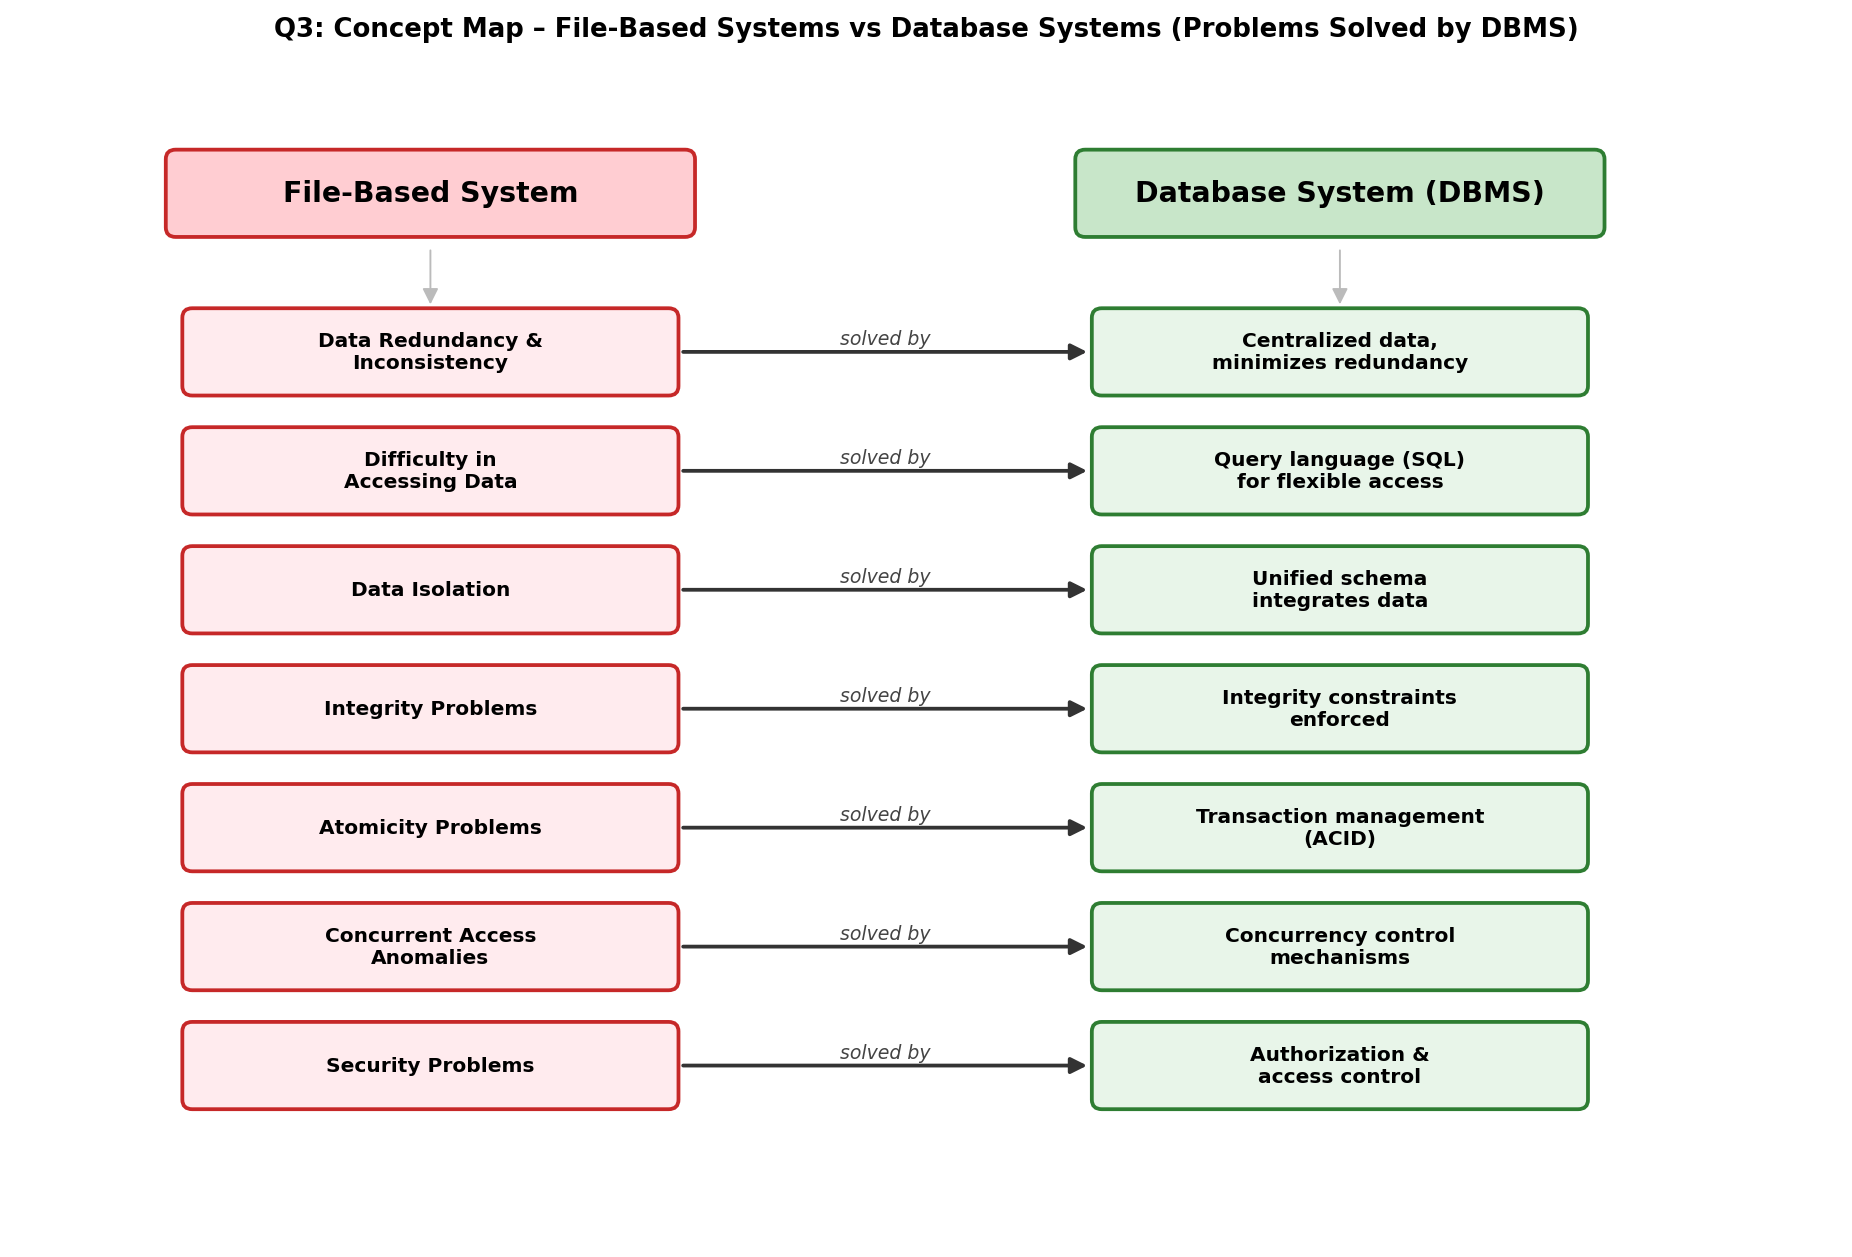 Q3: Concept Map – File-Based Systems vs Database Systems (Problems Solved by DBMS)
File-Based System
Database System (DBMS)
Data Redundancy &
Inconsistency
solved by
Centralized data,
minimizes redundancy
Difficulty in
Accessing Data
solved by
Query language (SQL)
for flexible access
Data Isolation
solved by
Unified schema
integrates data
Integrity Problems
solved by
Integrity constraints
enforced
Atomicity Problems
solved by
Transaction management
(ACID)
Concurrent Access
Anomalies
solved by
Concurrency control
mechanisms
Security Problems
solved by
Authorization &
access control